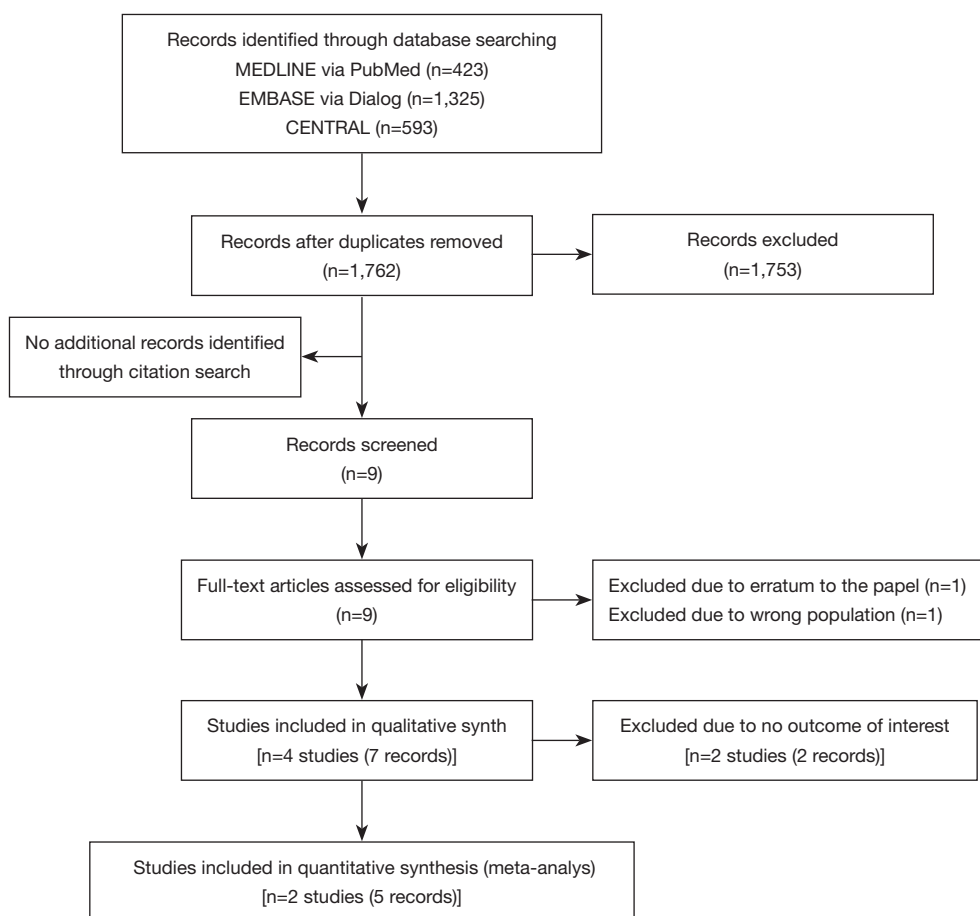 Records identified through database searching
MEDLINE via PubMed (n=423)
EMBASE via Dialog (n=1,325)
CENTRAL (n=593)
Records after duplicates removed
(n=1,762)
Records excluded
(n=1,753)
No additional records identified
through citation search
Records screened
(n=9)
Full-text articles assessed for eligibility
(n=9)
Excluded due to erratum to the papel (n=1)
Excluded due to wrong population (n=1)
Studies included in qualitative synth
[n=4 studies (7 records)]
Excluded due to no outcome of interest
[n=2 studies (2 records)]
Studies included in quantitative synthesis (meta-analys)
[n=2 studies (5 records)]